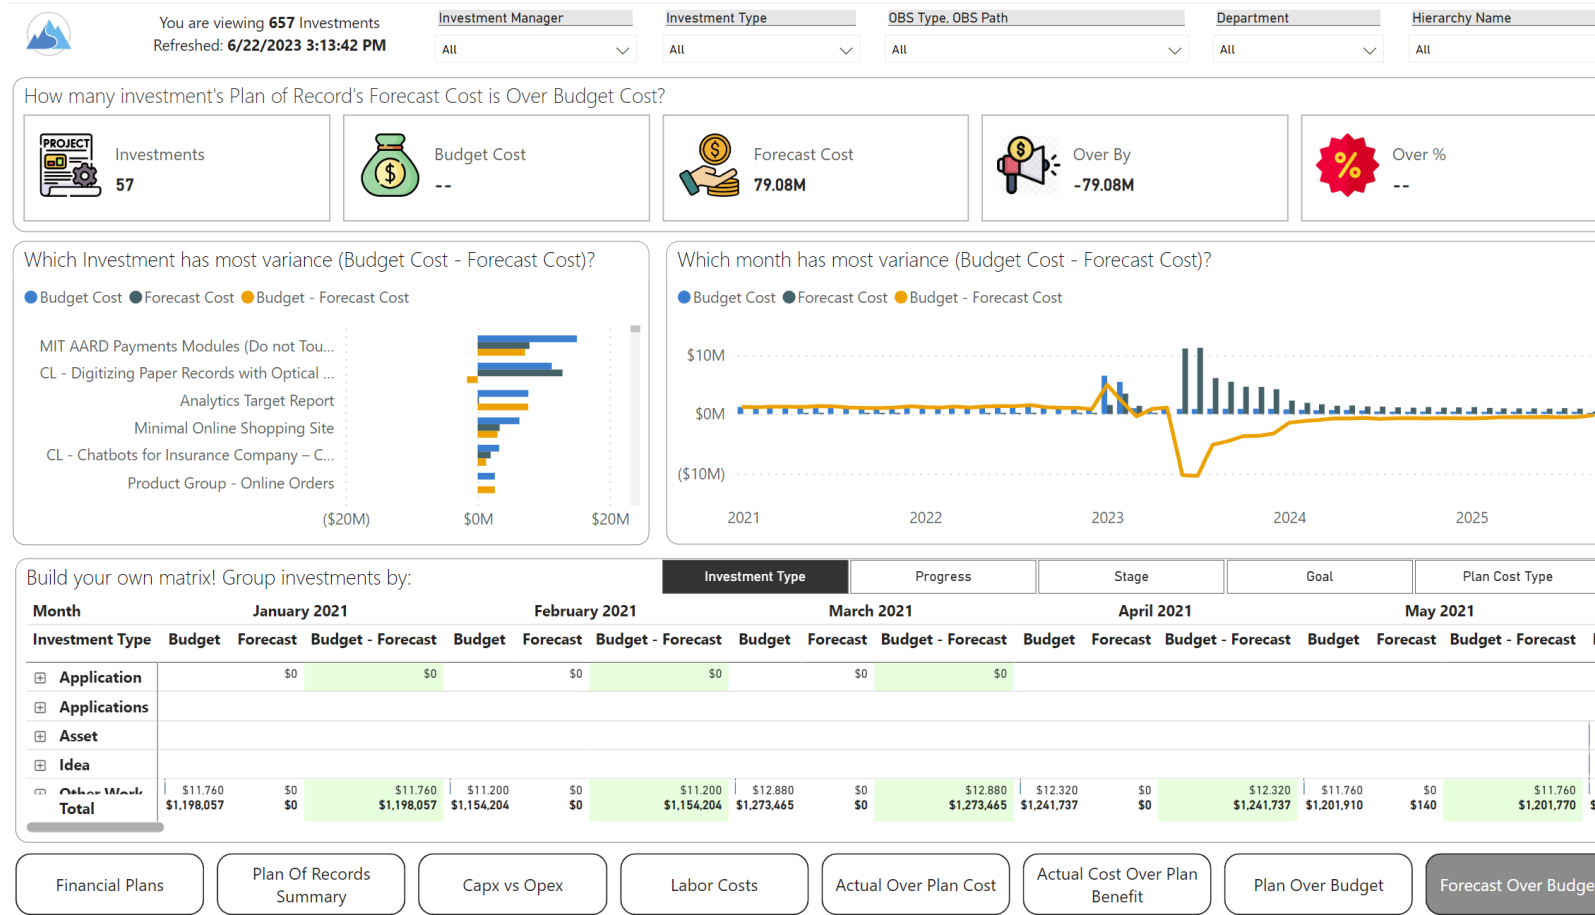 You are viewing 657 Investments
Refreshed: 6/22/2023 3:13:42 PM
Investment Manager
All
Investment Type
All
OBS Type, OBS Path
All
Department
All
Hierarchy Name
All
How many investment's Plan of Record's Forecast Cost is Over Budget Cost?
PROJECT
Investments
57
Budget Cost
--
Forecast Cost
79.08M
Over By
-79.08M
Over %
--
Which Investment has most variance (Budget Cost - Forecast Cost)?
Budget Cost Forecast Cost Budget - Forecast Cost
MIT AARD Payments Modules (Do not Tou...
CL - Digitizing Paper Records with Optical ...
Analytics Target Report
Minimal Online Shopping Site
CL - Chatbots for Insurance Company – C...
Product Group - Online Orders
($20M) $0M $20M
Which month has most variance (Budget Cost - Forecast Cost)?
Budget Cost Forecast Cost Budget - Forecast Cost
$10M
$0M
($10M)
2021 2022 2023 2024 2025
Build your own matrix! Group investments by:
Investment Type Progress Stage Goal Plan Cost Type
Month January 2021 February 2021 March 2021 April 2021 May 2021
Investment Type Budget Forecast Budget - Forecast Budget Forecast Budget - Forecast Budget Forecast Budget - Forecast Budget Forecast Budget - Forecast Budget Forecast Budget - Forecast
Application $0 $0 $0 $0 $0 $0
Applications
Asset
Idea
Other Work $11.760 $0 $11.760 $11.200 $0 $11.200 $12.880 $0 $12.880 $12.320 $0 $12.320 $11.760 $0 $11.760
Total $1,198,057 $0 $1,198,057 $1,154,204 $0 $1,154,204 $1,273,465 $0 $1,273,465 $1,241,737 $0 $1,241,737 $1,201,910 $140 $1,201,770
Financial Plans
Plan Of Records
Summary
Capx vs Opex
Labor Costs
Actual Over Plan Cost
Actual Cost Over Plan
Benefit
Plan Over Budget
Forecast Over Budge